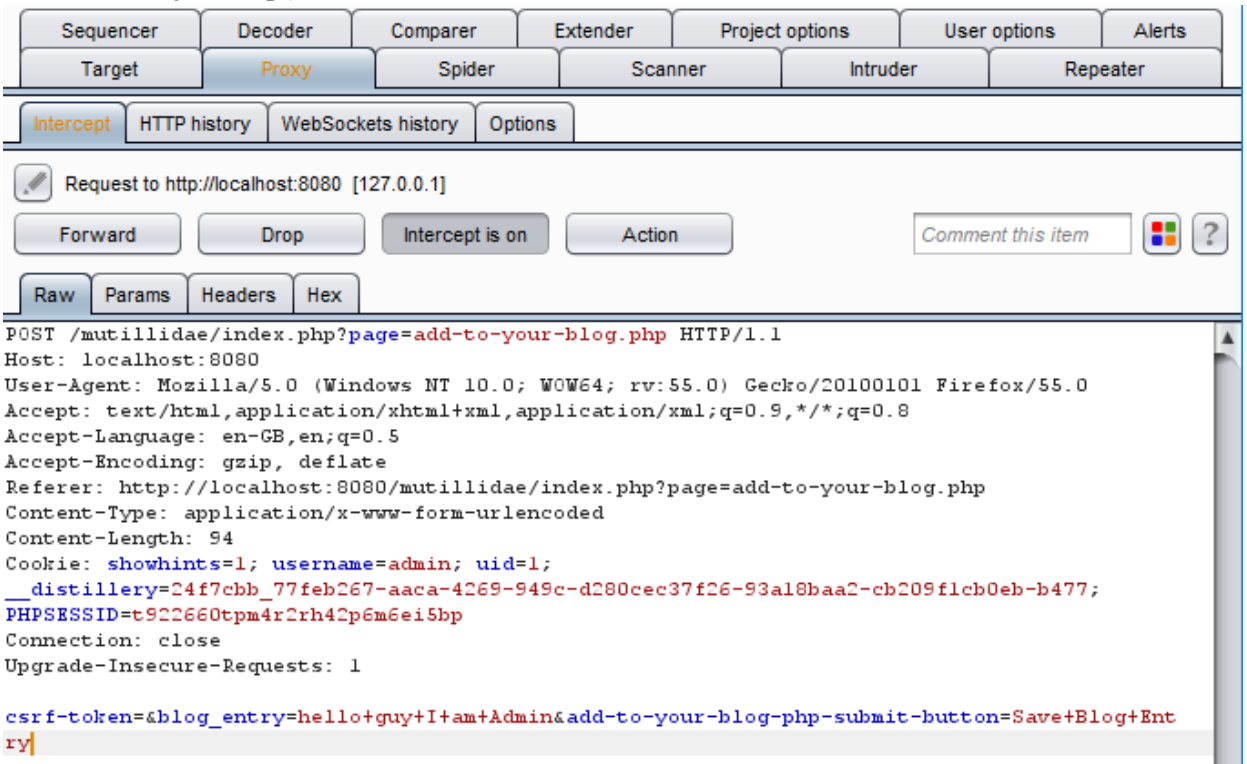 Sequencer Decoder Comparer Extender Project options User options Alerts
Target Proxy Spider Scanner Intruder Repeater
Intercept HTTP history WebSockets history Options
Request to http://localhost:8080 [127.0.0.1]
Forward Drop Intercept is on Action Comment this item ?
Raw Params Headers Hex
POST /mutillidae/index.php?page=add-to-your-blog.php HTTP/1.1
Host: localhost:8080
User-Agent: Mozilla/5.0 (Windows NT 10.0; WOW64; rv:55.0) Gecko/20100101 Firefox/55.0
Accept: text/html,application/xhtml+xml,application/xml;q=0.9,*/*;q=0.8
Accept-Language: en-GB,en;q=0.5
Accept-Encoding: gzip, deflate
Referer: http://localhost:8080/mutillidae/index.php?page=add-to-your-blog.php
Content-Type: application/x-www-form-urlencoded
Content-Length: 94
Cookie: showhints=1; username=admin; uid=1;
__distillery=24f7cbb_77feb267-aaca-4269-949c-d280cec37f26-93a18baa2-cb209f1cb0eb-b477;
PHPSESSID=t922660tpm4r2rh42p6m6ei5bp
Connection: close
Upgrade-Insecure-Requests: 1
csrf-token=&blog_entry=hello+guy+I+am+Admin&add-to-your-blog-php-submit-button=Save+Blog+Ent
ry